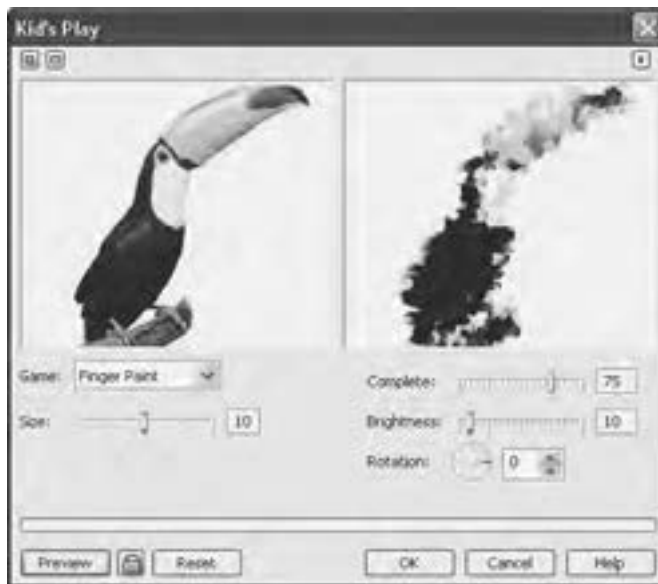 Kid's Play
Game: Finger Paint
Complete: 75
Size: 10
Brightness: 10
Rotation: 0
Preview Reset OK Cancel Help